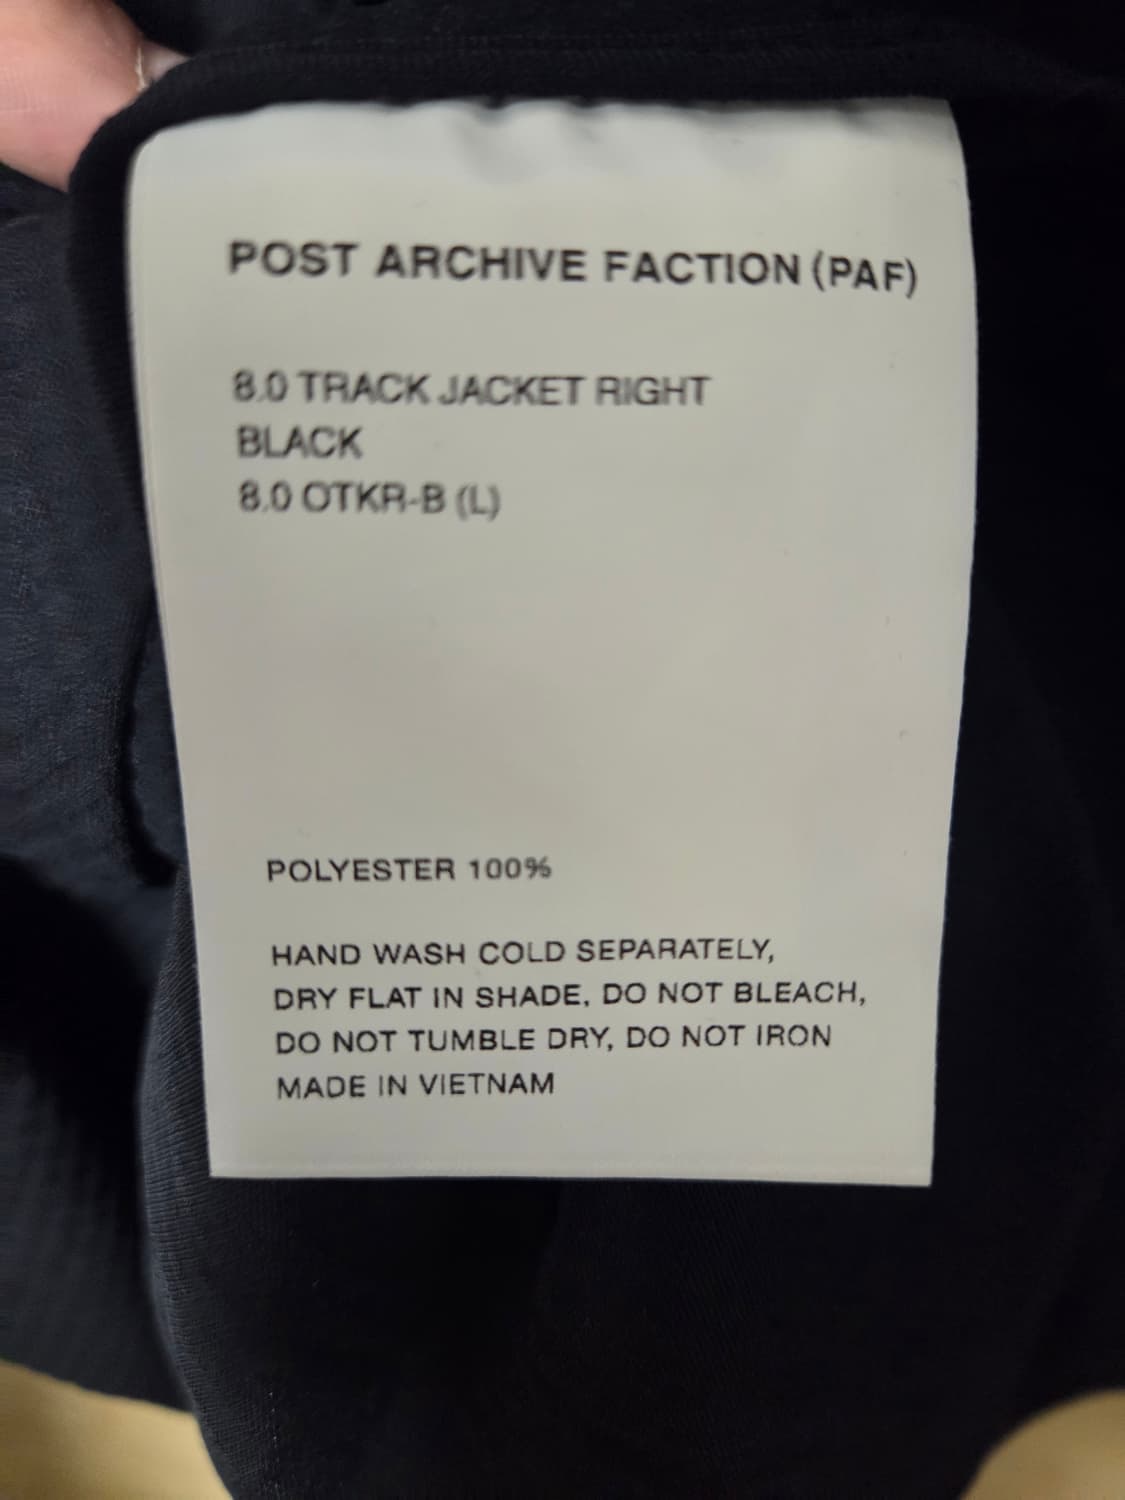 POST ARCHIVE FACTION (PAF)
8.0 TRACK JACKET RIGHT
BLACK
8.0 OTKR-B (L)
POLYESTER 100%
HAND WASH COLD SEPARATELY,
DRY FLAT IN SHADE, DO NOT BLEACH,
DO NOT TUMBLE DRY, DO NOT IRON
MADE IN VIETNAM